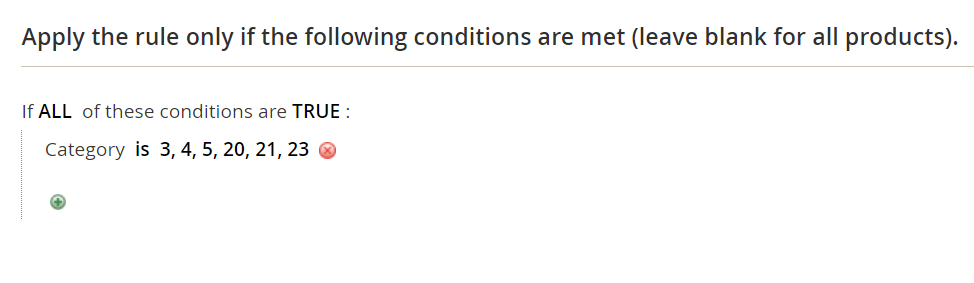 Apply the rule only if the following conditions are met (leave blank for all products).
If ALL of these conditions are TRUE :
Category is 3, 4, 5, 20, 21, 23